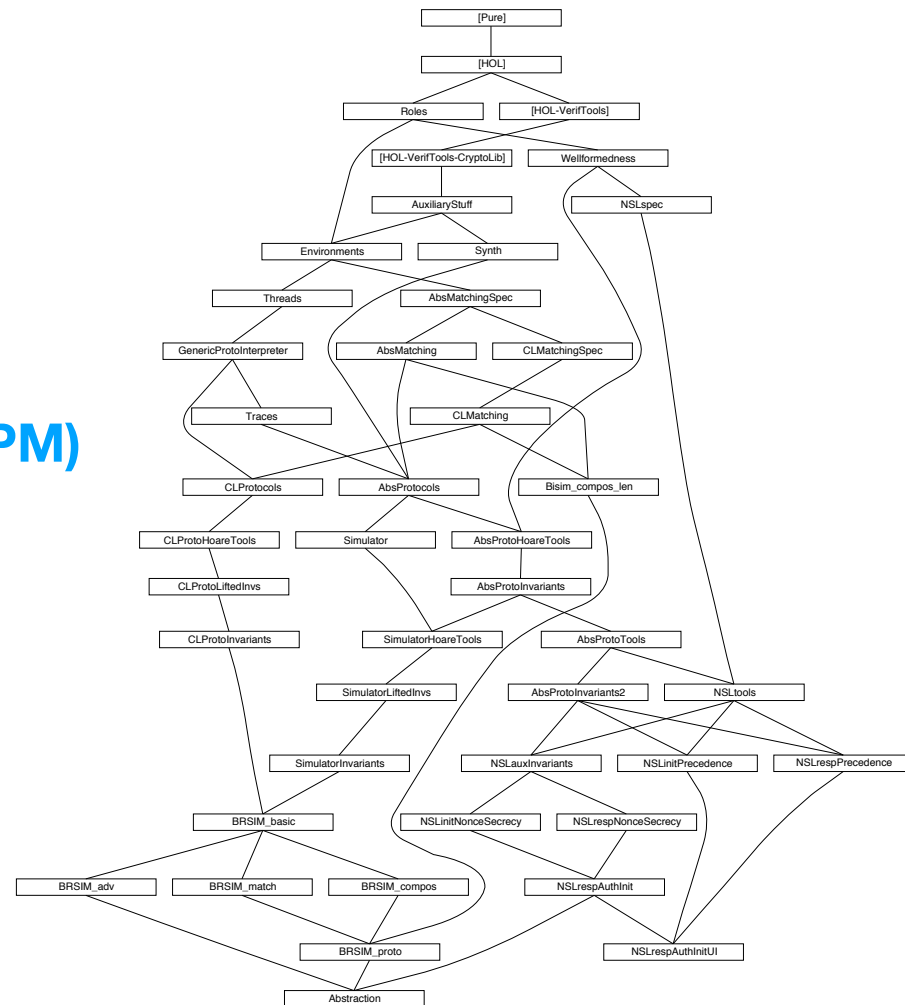 [Pure]
[HOL]
Roles
[HOL-VerifTools]
[HOL-VerifTools-CryptoLib]
Wellformedness
AuxiliaryStuff
NSLspec
Environments
Synth
Threads
AbsMatchingSpec
GenericProtoInterpreter
AbsMatching
CLMatchingSpec
Traces
CLMatching
PM)
CLProtocols
AbsProtocols
Bisim_compos_len
CLProtoHoareTools
Simulator
AbsProtoHoareTools
CLProtoLiftedInvs
AbsProtoInvariants
CLProtoInvariants
SimulatorHoareTools
AbsProtoTools
SimulatorLiftedInvs
AbsProtoInvariants2
NSLtools
SimulatorInvariants
NSLauxInvariants
NSLinitPrecedence
NSLrespPrecedence
BRSIM_basic
NSLinitNonceSecrecy
NSLrespNonceSecrecy
BRSIM_adv
BRSIM_match
BRSIM_compos
NSLrespAuthInit
BRSIM_proto
NSLrespAuthInitUI
Abstraction